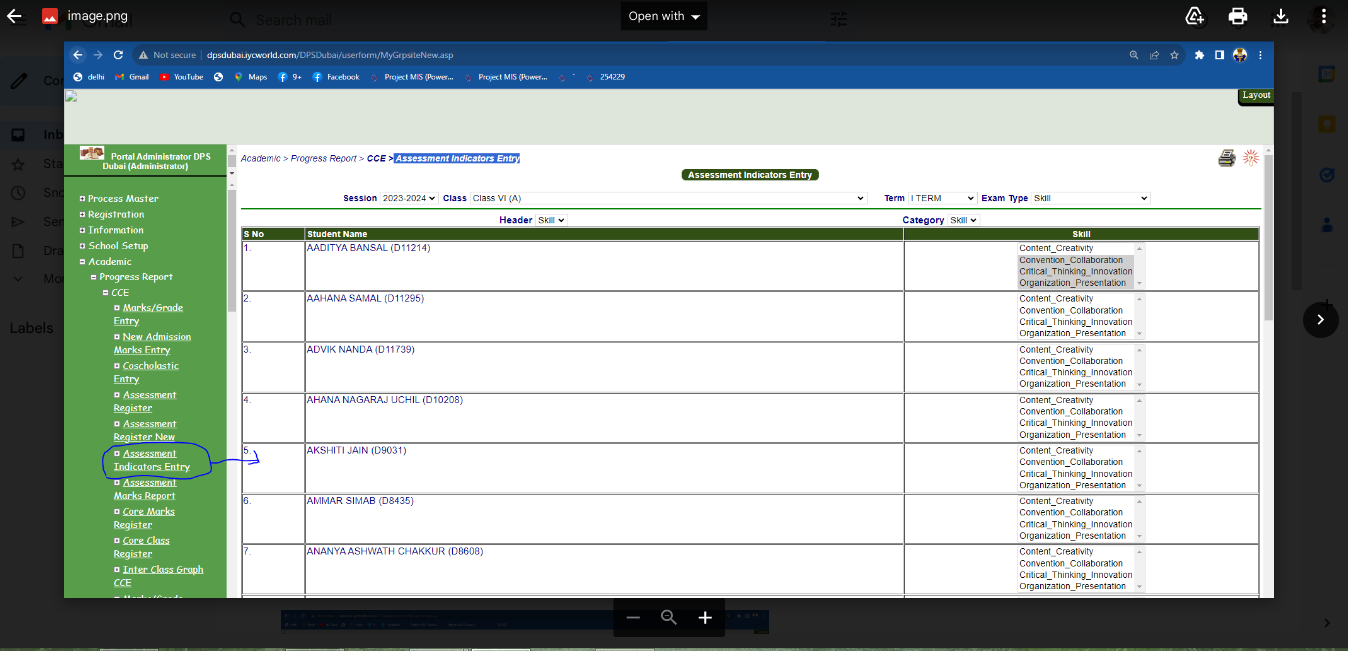 image.png
Search mail
Open with
Not secure
dpsdubai.iycworld.com/DPSDubai/userform/MyGrpsiteNew.asp
delhi
Gmail
YouTube
Maps
9+
Facebook
Project MIS (Power...
Project MIS (Power...
254229
Layout
Inb
Labels
Portal Administrator DPS
Dubai (Administrator)
Process Master
Registration
Information
School Setup
Academic
Progress Report
CCE
Marks/Grade
Entry
New Admission
Marks Entry
Coscholastic
Entry
Assessment
Register
Assessment
Register New
Assessment
Indicators Entry
Assessment
Marks Report
Core Marks
Register
Core Class
Register
Inter Class Graph
CCE
Marks/Grade
Academic > Progress Report > CCE > Assessment Indicators Entry
Assessment Indicators Entry
Session 2023-2024 Class Class VI (A) Term I TERM Exam Type Skill
Header Skill Category Skill
S No Student Name Skill
1. AADITYA BANSAL (D11214)
Content_Creativity
Convention_Collaboration
Critical_Thinking_Innovation
Organization_Presentation
2. AAHANA SAMAL (D11295)
Content_Creativity
Convention_Collaboration
Critical_Thinking_Innovation
Organization_Presentation
3. ADVIK NANDA (D11739)
Content_Creativity
Convention_Collaboration
Critical_Thinking_Innovation
Organization_Presentation
4. AHANA NAGARAJ UCHIL (D10208)
Content_Creativity
Convention_Collaboration
Critical_Thinking_Innovation
Organization_Presentation
5. AKSHITI JAIN (D9031)
Content_Creativity
Convention_Collaboration
Critical_Thinking_Innovation
Organization_Presentation
6. AMMAR SIMAB (D8435)
Content_Creativity
Convention_Collaboration
Critical_Thinking_Innovation
Organization_Presentation
7. ANANYA ASHWATH CHAKKUR (D8608)
Content_Creativity
Convention_Collaboration
Critical_Thinking_Innovation
Organization_Presentation